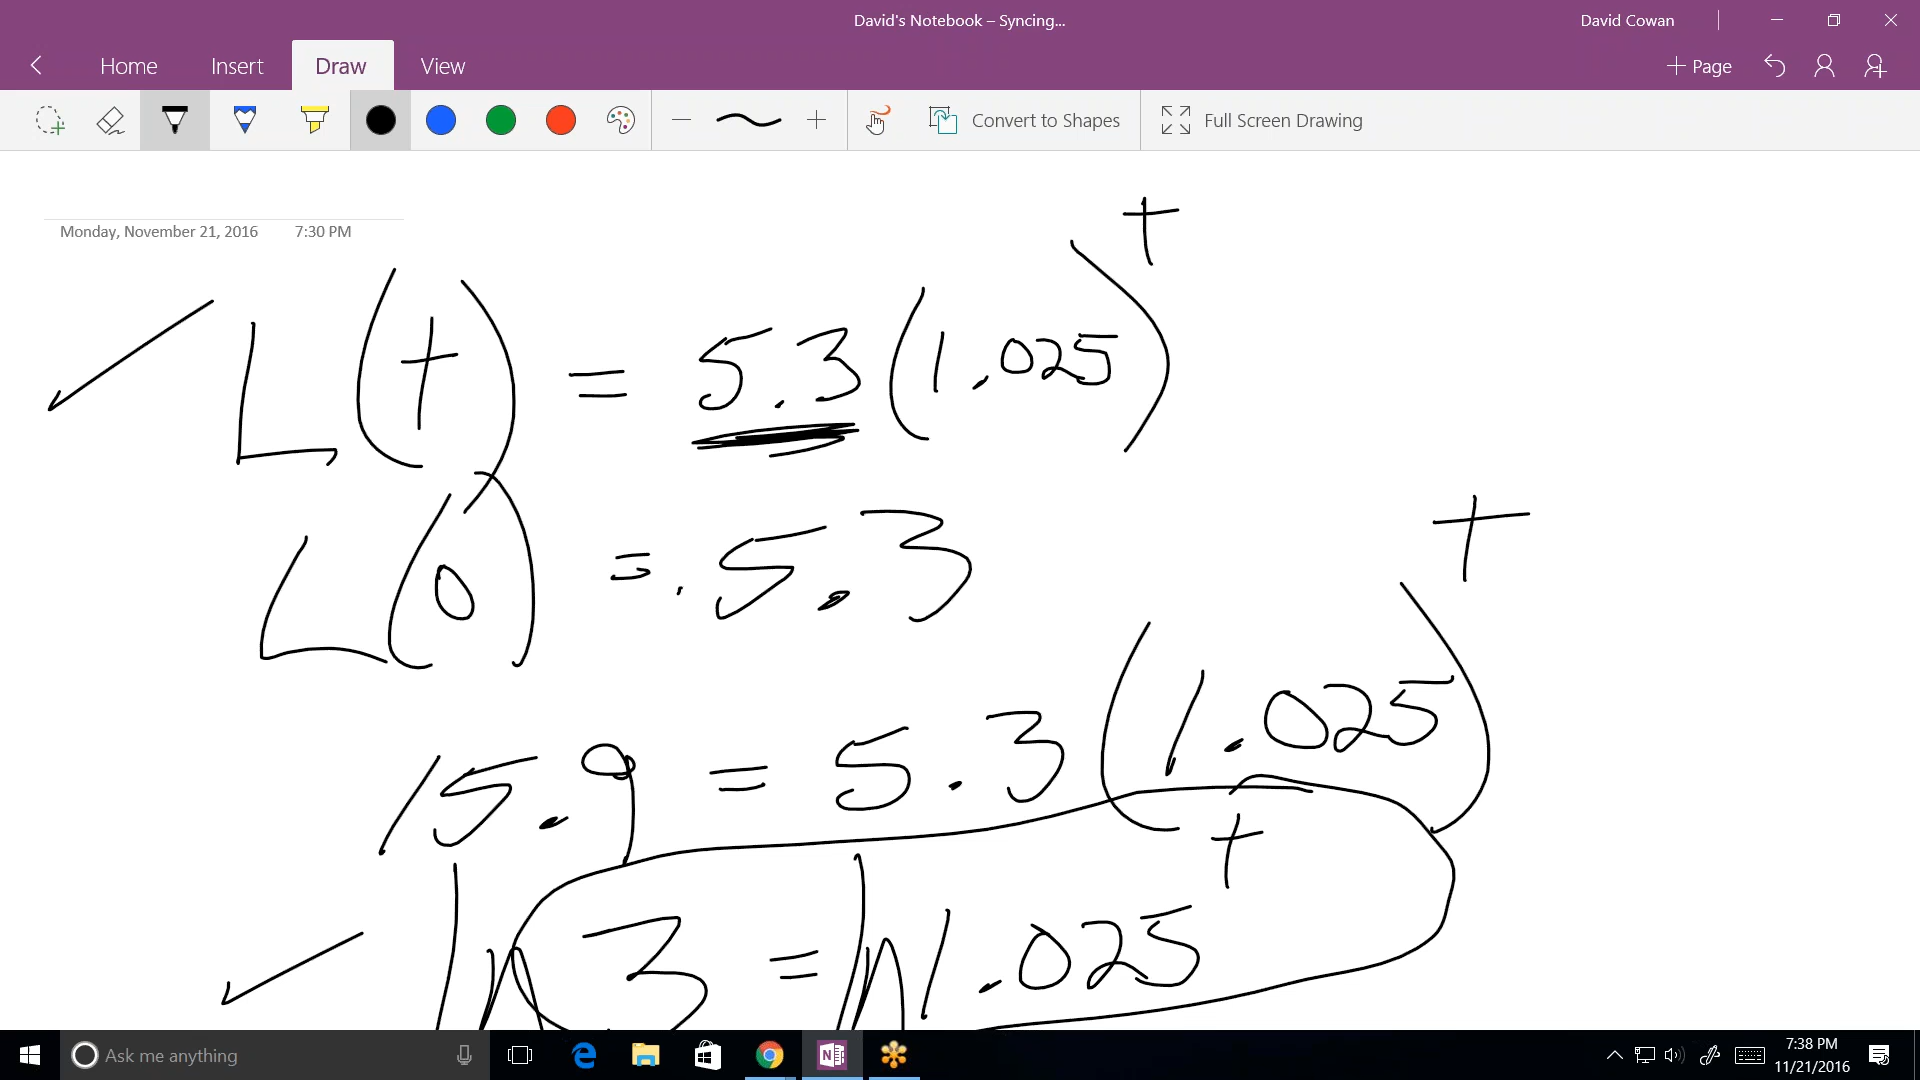 David's Notebook – Syncing...
David Cowan
Home Insert Draw View
Page
Convert to Shapes
Full Screen Drawing
Monday, November 21, 2016 7:30 PM
L(t) = 5.3(1.025)^t
L(0) = 5.3
15.9 = 5.3(1.025)^t
ln 3 = ln 1.025^t
Ask me anything
7:38 PM
11/21/2016